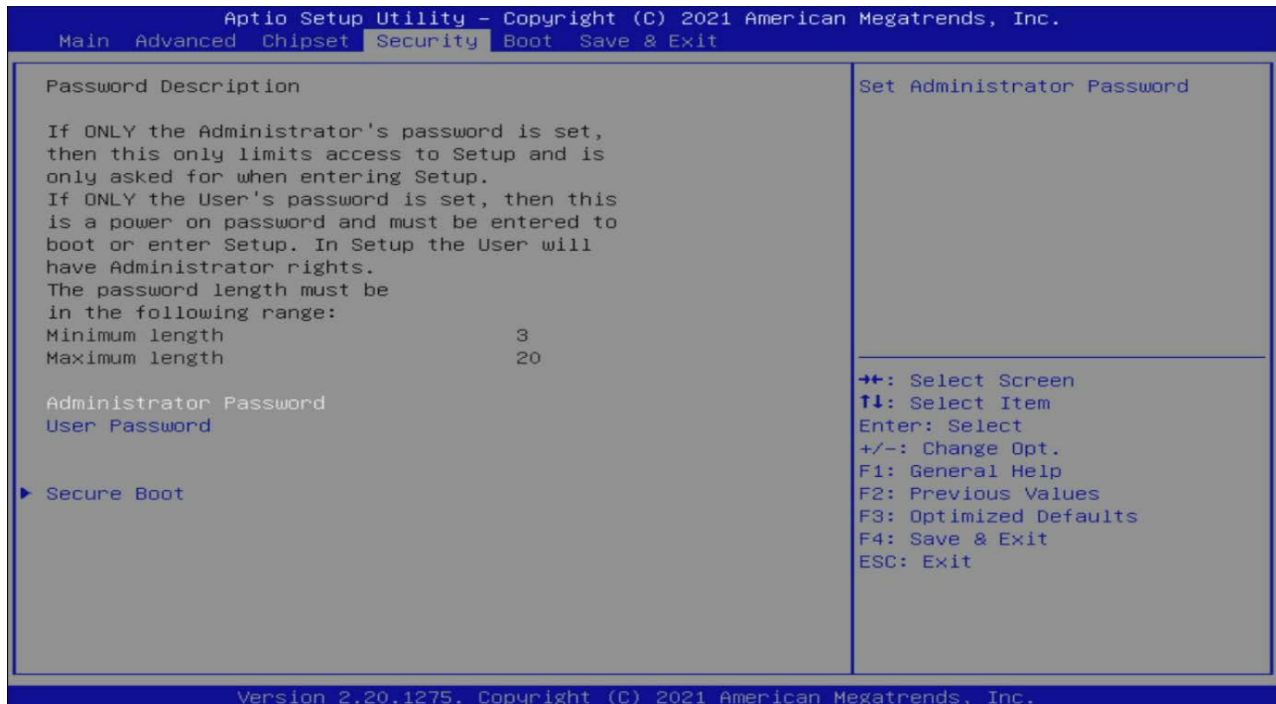 Aptio Setup Utility – Copyright (C) 2021 American Megatrends, Inc.
Main Advanced Chipset Security Boot Save & Exit
Password Description
If ONLY the Administrator's password is set,
then this only limits access to Setup and is
only asked for when entering Setup.
If ONLY the User's password is set, then this
is a power on password and must be entered to
boot or enter Setup. In Setup the User will
have Administrator rights.
The password length must be
in the following range:
Minimum length 3
Maximum length 20
Administrator Password
User Password
Secure Boot
Set Administrator Password
→←: Select Screen
↑↓: Select Item
Enter: Select
+/-: Change Opt.
F1: General Help
F2: Previous Values
F3: Optimized Defaults
F4: Save & Exit
ESC: Exit
Version 2.20.1275. Copyright (C) 2021 American Megatrends, Inc.